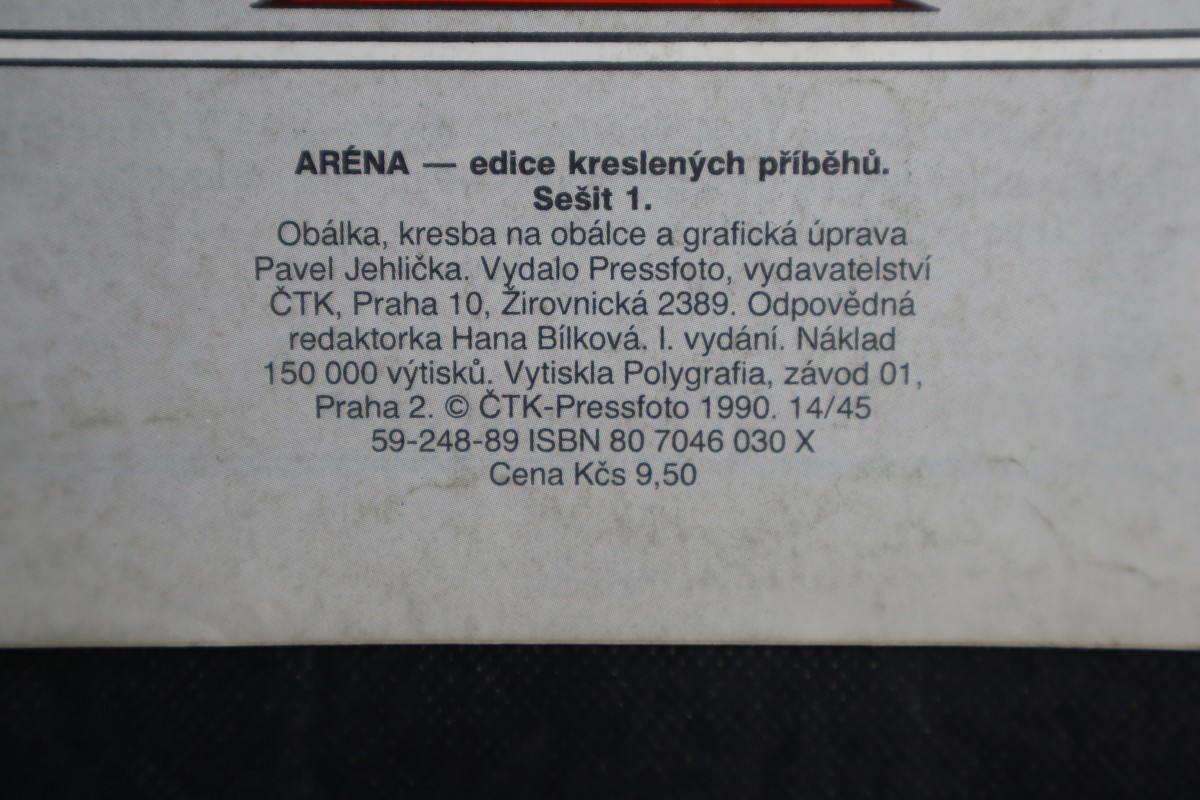 ARÉNA — edice kreslených příběhů.
Sešit 1.
Obálka, kresba na obálce a grafická úprava
Pavel Jehlička. Vydalo Pressfoto, vydavatelství
ČTK, Praha 10, Žirovnická 2389. Odpovědná
redaktorka Hana Bílková. I. vydání. Náklad
150 000 výtisků. Vytiskla Polygrafia, závod 01,
Praha 2. © ČTK-Pressfoto 1990. 14/45
59-248-89 ISBN 80 7046 030 X
Cena Kčs 9,50